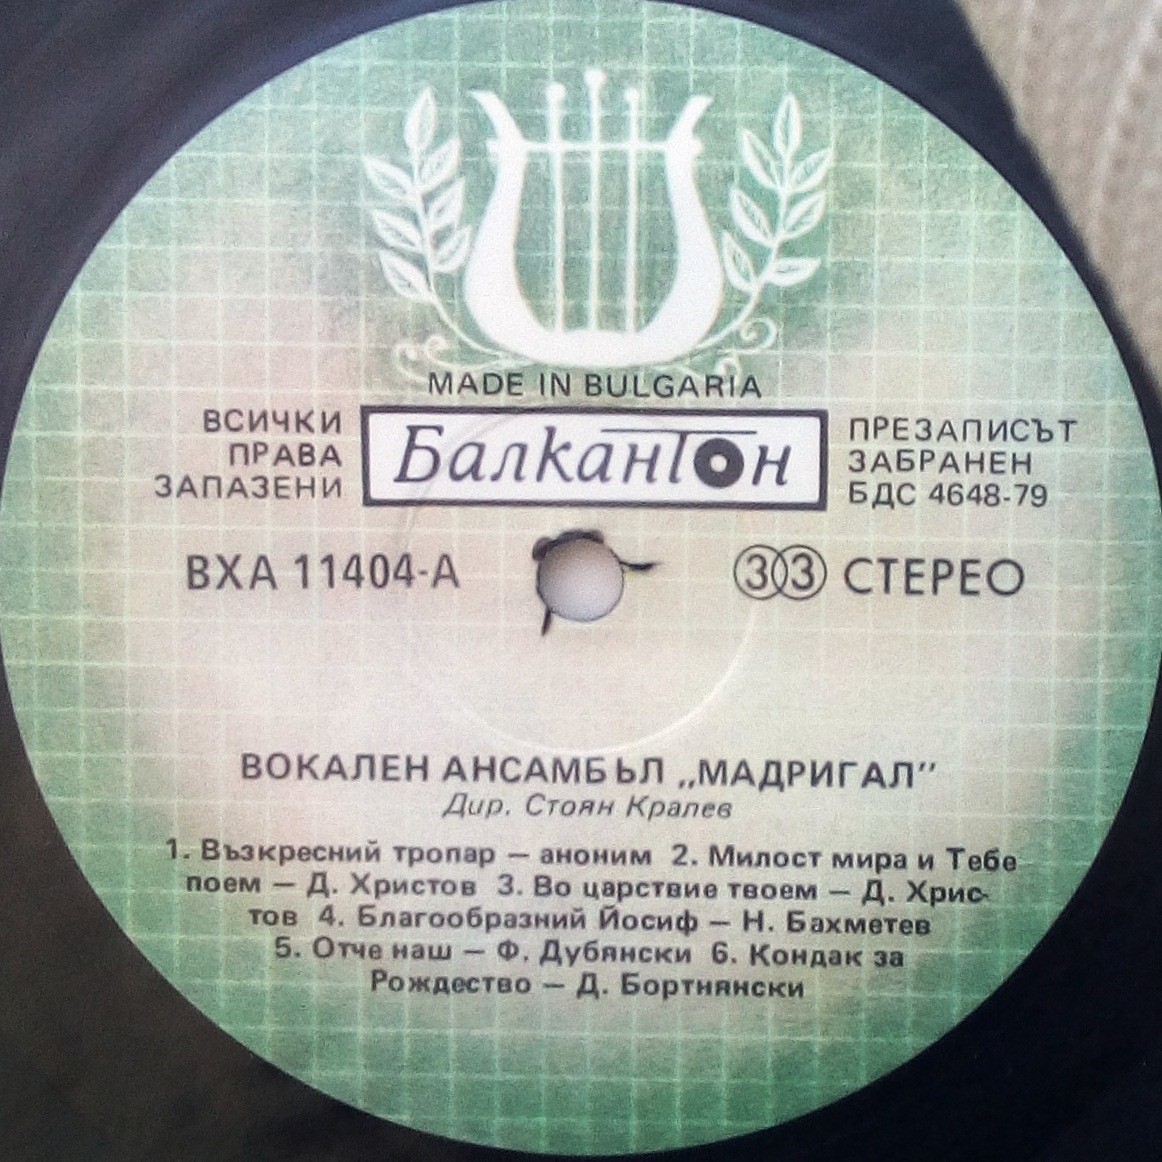 MADE IN BULGARIA
ВСИЧКИ
ПРАВА
ЗАПАЗЕНИ
Балкантон
ПРЕЗАПИСЪТ
ЗАБРАНЕН
БДС 4648-79
ВХА 11404-А
33 СТЕРЕО
ВОКАЛЕН АНСАМБЪЛ „МАДРИГАЛ”
Дир. Стоян Кралев
1. Възкресний тропар — аноним 2. Милост мира и Тебе
поем — Д. Христов 3. Во царствие твоем — Д. Хрис-
тов 4. Благообразний Йосиф — Н. Бахметев
5. Отче наш — Ф. Дубянски 6. Кондак за
Рождество — Д. Бортнянски